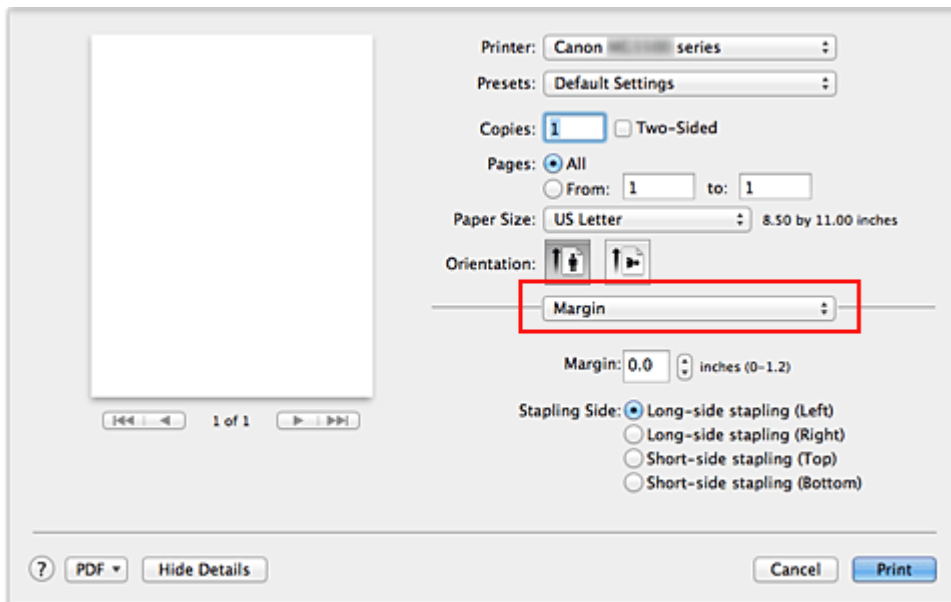 Printer: Canon series
Presets: Default Settings
Copies: 1 Two-Sided
Pages: All
From: 1 to: 1
Paper Size: US Letter 8.50 by 11.00 inches
Orientation:
Margin
Margin: 0.0 inches (0-1.2)
Stapling Side: Long-side stapling (Left)
Long-side stapling (Right)
Short-side stapling (Top)
Short-side stapling (Bottom)
1 of 1
? PDF Hide Details Cancel Print